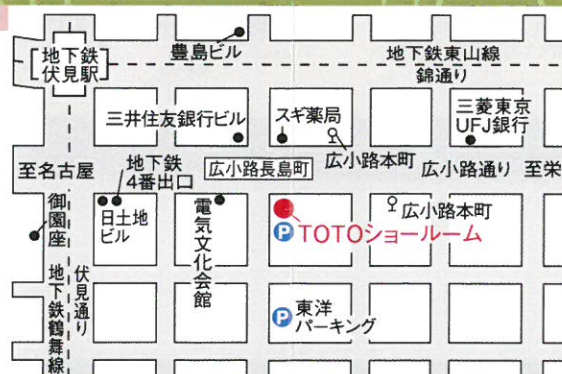 地下鉄
伏見駅
豊島ビル
地下鉄東山線
錦通り
三井住友銀行ビル
スギ薬局
三菱東京
UFJ銀行
至名古屋
地下鉄
4番出口
広小路長島町
広小路本町
広小路通り
至栄
御園座
日土地
ビル
電気文化会館
P
TOTOショールーム
広小路本町
伏見通り
地下鉄鶴舞線
P
東洋
パーキング